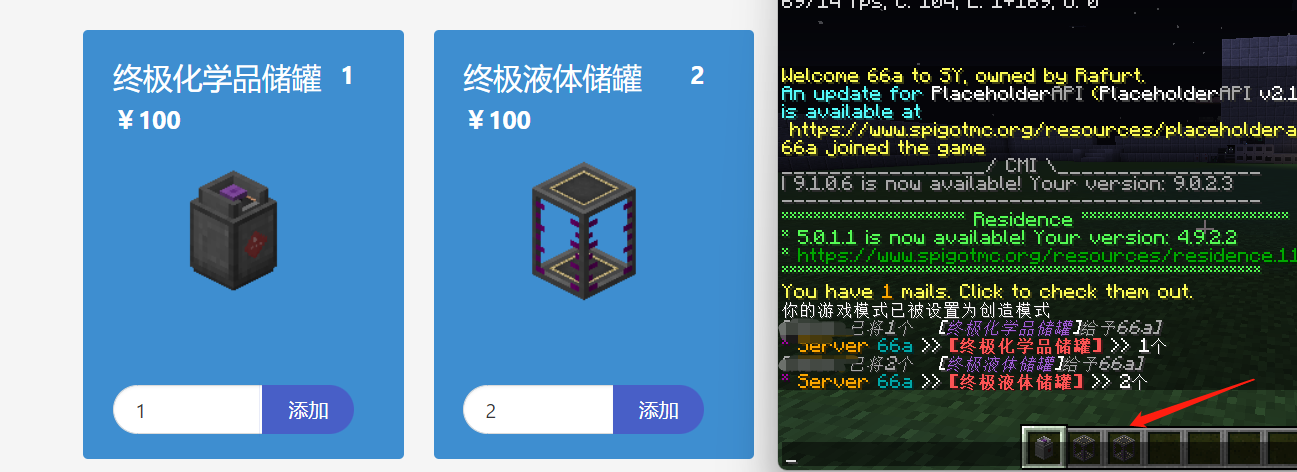 终极化学品储罐 1
￥100
1
添加
终极液体储罐 2
￥100
2
添加
Welcome 66a to SY, owned by Rafurt.
An update for PlaceholderAPI (PlaceholderAPI v2.1
is available at
https://www.spigotmc.org/resources/placeholdera
66a joined the game
__________________/ CMI \__________________
| 9.1.0.6 is now available! Your version: 9.0.2.3
----------------------------------------
*********************** Residence **************************
* 5.0.1.1 is now available! Your version: 4.9.2.2
* https://www.spigotmc.org/resources/residence.11
************************************************************
You have 1 mails. Click to check them out.
你的游戏模式已被设置为创造模式
已将1个 [终极化学品储罐]给予66a]
* Server 66a >> [终极化学品储罐] >> 1个
已将2个 [终极液体储罐]给予66a]
* Server 66a >> [终极液体储罐] >> 2个